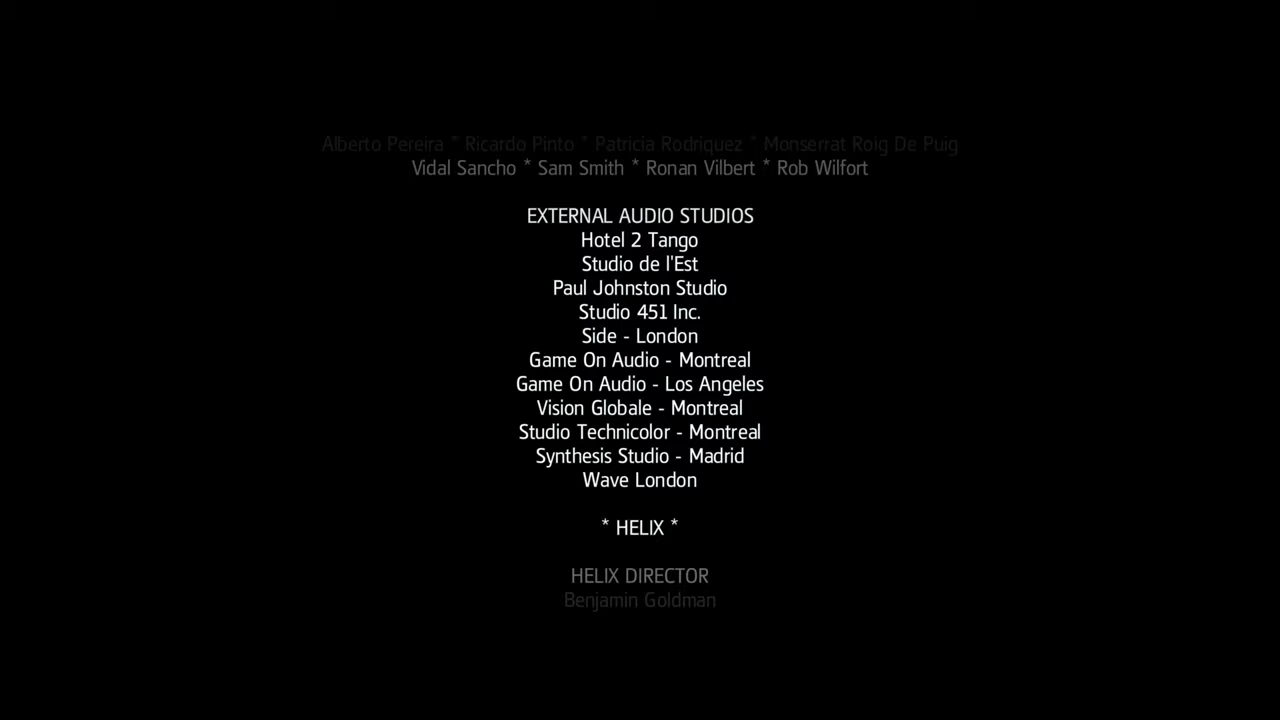 Alberto Pereira * Ricardo Pinto * Patricia Rodriquez * Monserrat Roig De Puig
Vidal Sancho * Sam Smith * Ronan Vilbert * Rob Wilfort
EXTERNAL AUDIO STUDIOS
Hotel 2 Tango
Studio de l'Est
Paul Johnston Studio
Studio 451 Inc.
Side - London
Game On Audio - Montreal
Game On Audio - Los Angeles
Vision Globale - Montreal
Studio Technicolor - Montreal
Synthesis Studio - Madrid
Wave London
* HELIX *
HELIX DIRECTOR
Benjamin Goldman